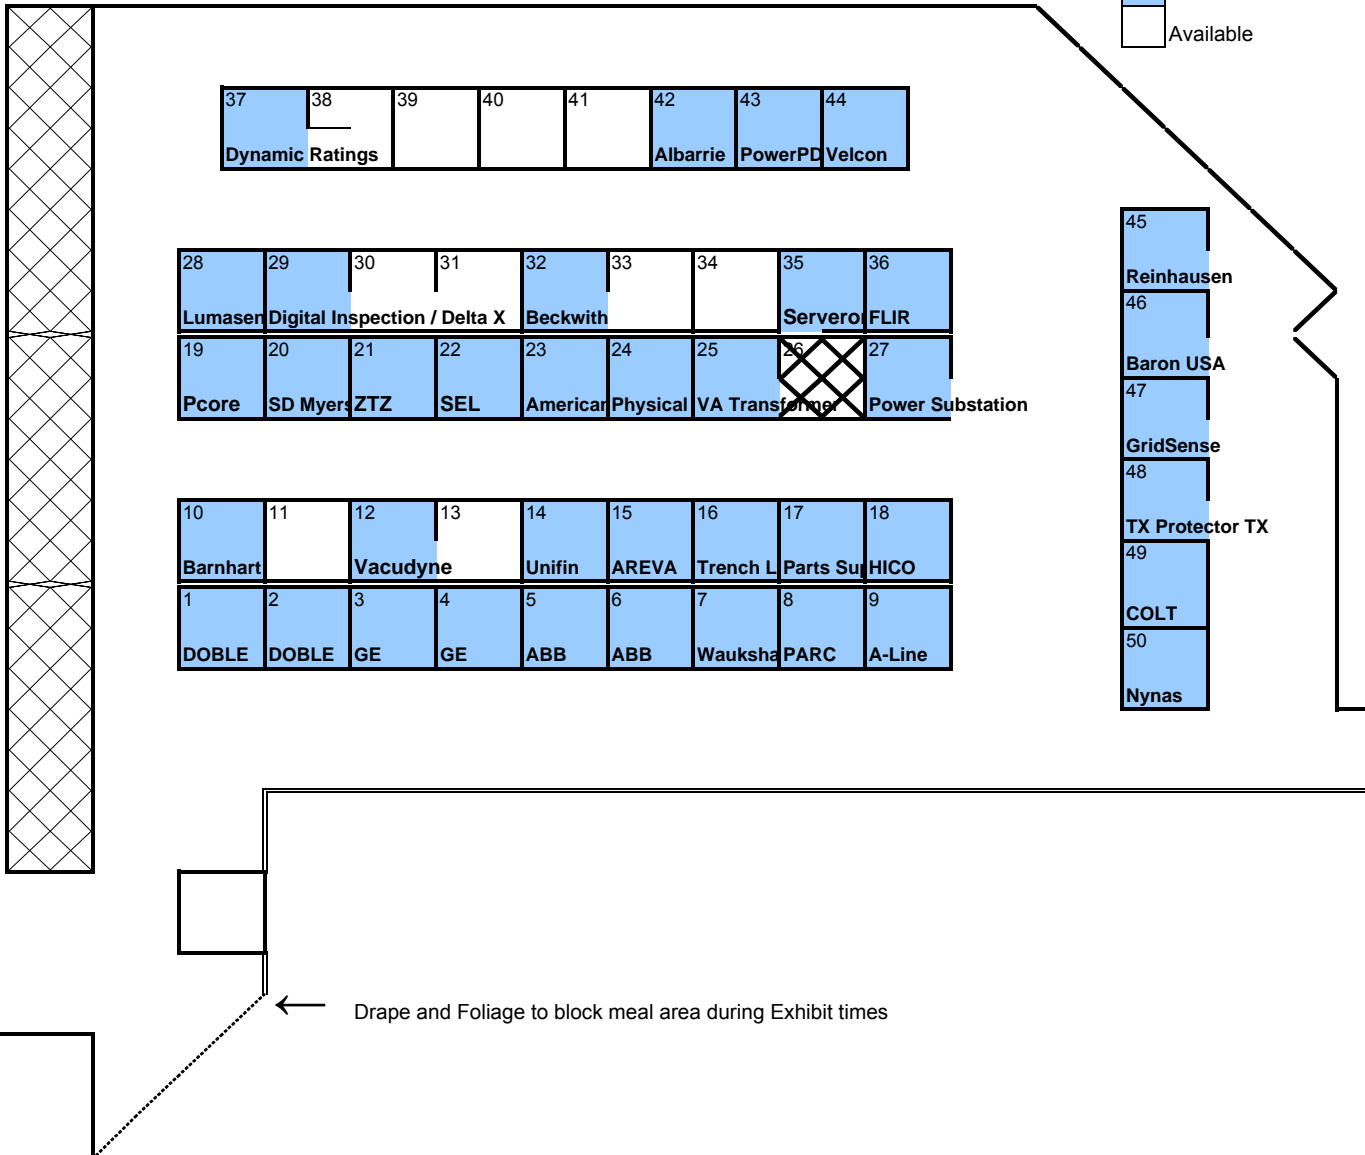 Available
37 38 39 40 41 42 43 44
Dynamic Ratings Albarrie PowerPD Velcon
45
Reinhausen
28 29 30 31 32 33 34 35 36
Lumasen Digital Inspection / Delta X Beckwith Serveron FLIR
46
Baron USA
19 20 21 22 23 24 25 26 27
Pcore SD Myers ZTZ SEL American Physical VA Transformer Power Substation
47
GridSense
48
TX Protector TX
10 11 12 13 14 15 16 17 18
Barnhart Vacudyne Unifin AREVA Trench L Parts Sup HICO
49
COLT
1 2 3 4 5 6 7 8 9
DOBLE DOBLE GE GE ABB ABB Wauksha PARC A-Line
50
Nynas
Drape and Foliage to block meal area during Exhibit times